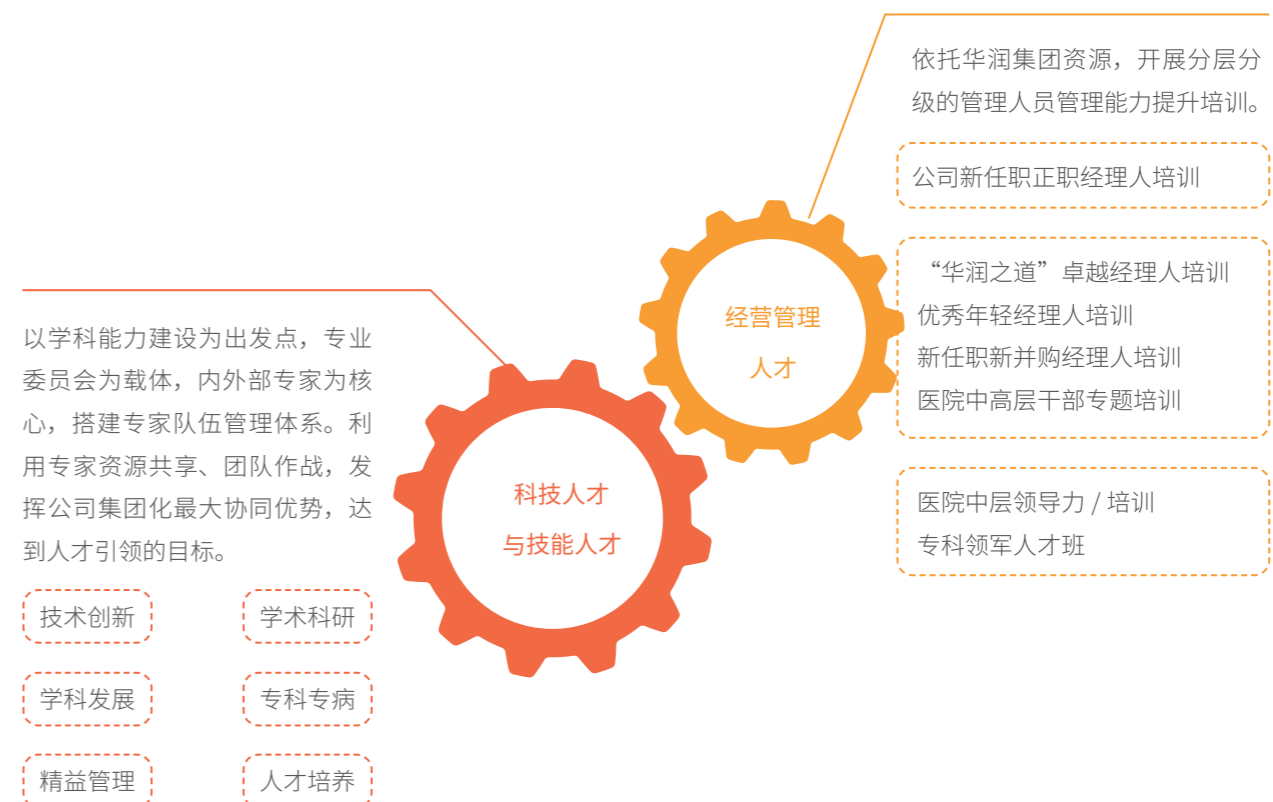 依托华润集团资源，开展分层分
级的管理人员管理能力提升培训。
公司新任职正职经理人培训
“华润之道”卓越经理人培训
优秀年轻经理人培训
新任职新并购经理人培训
医院中高层干部专题培训
医院中层领导力 / 培训
专科领军人才班
经营管理
人才
以学科能力建设为出发点，专业
委员会为载体，内外部专家为核
心，搭建专家队伍管理体系。利
用专家资源共享、团队作战，发
挥公司集团化最大协同优势，达
到人才引领的目标。
科技人才
与技能人才
技术创新
学术科研
学科发展
专科专病
精益管理
人才培养